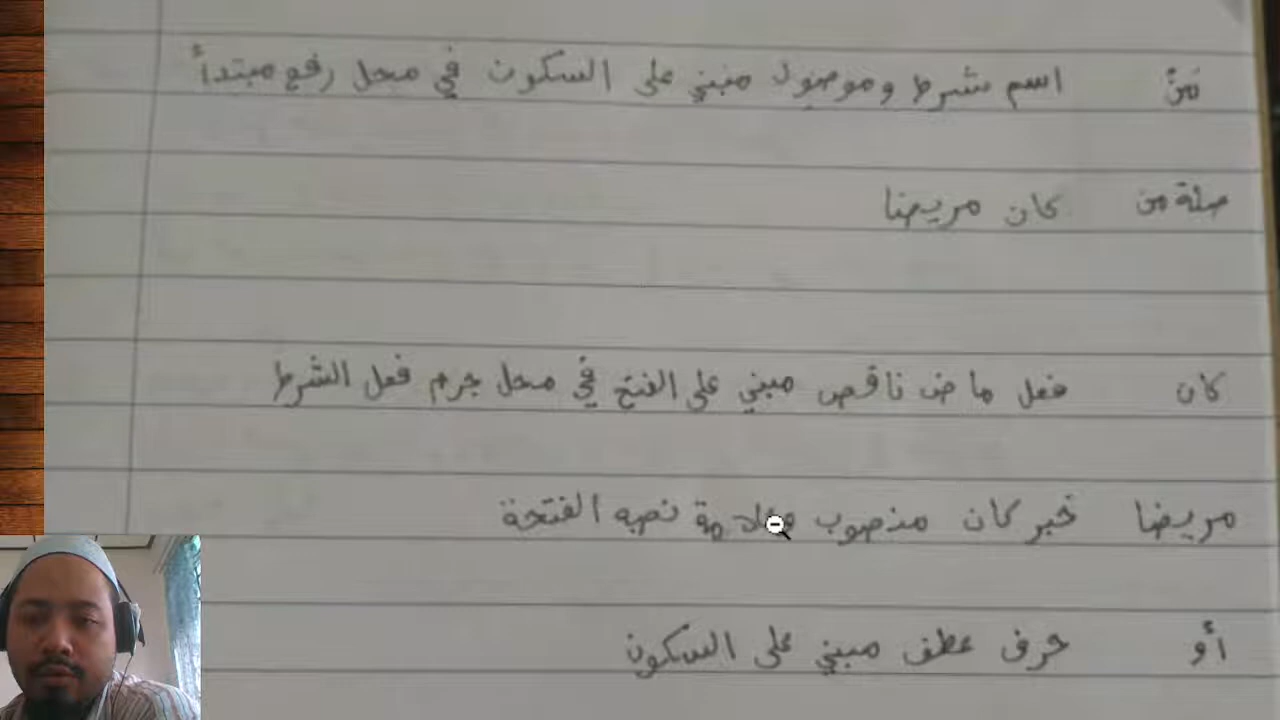 مَنْ اسم شرط وموصول مبني على السكون في محل رفع مبتدأ
صلة من كان مريضا
كان فعل ماض ناقص مبني على الفتح في محل جزم فعل الشرط
مريضا خبر كان منصوب وعلامة نصبه الفتحة
أو حرف عطف مبني على السكون